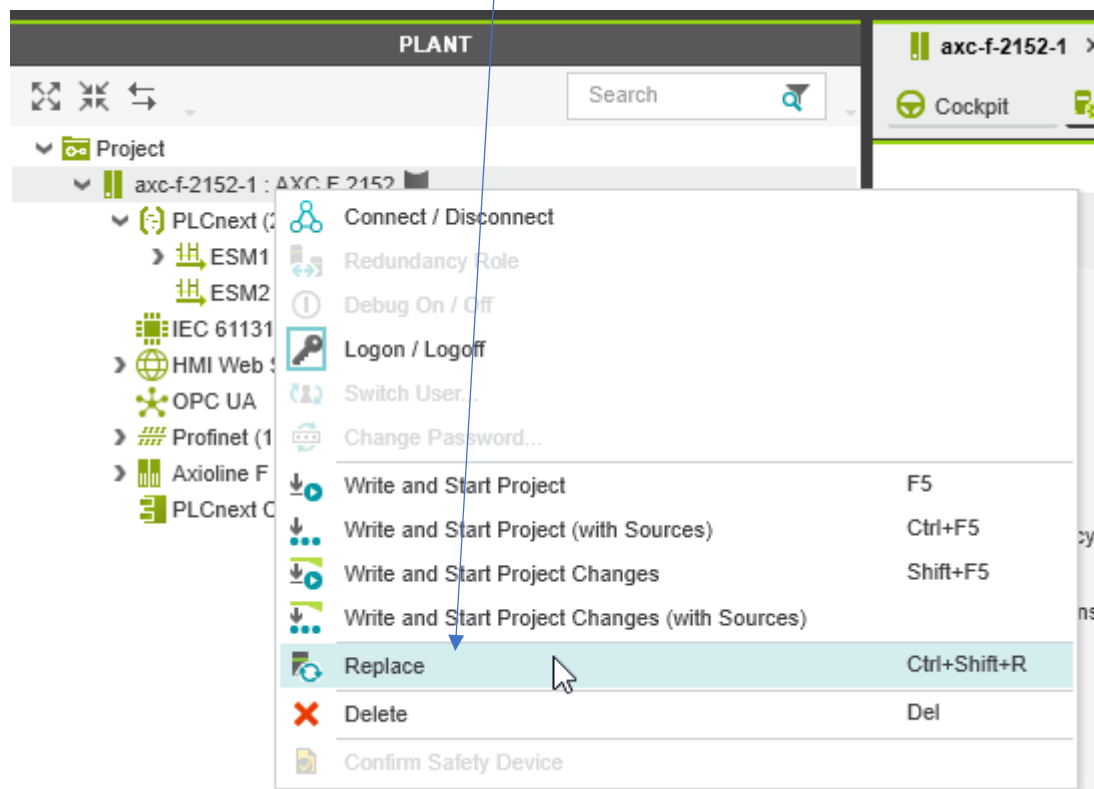 PLANT
axc-f-2152-1
Search
Cockpit
Project
axc-f-2152-1 : AXC F 2152
PLCnext (2
ESM1
ESM2
IEC 61131
HMI Web
OPC UA
Profinet (1
Axioline F
PLCnext C
Connect / Disconnect
Redundancy Role
Debug On / Off
Logon / Logoff
Switch User...
Change Password...
Write and Start Project F5
Write and Start Project (with Sources) Ctrl+F5
Write and Start Project Changes Shift+F5
Write and Start Project Changes (with Sources)
Replace Ctrl+Shift+R
Delete Del
Confirm Safety Device